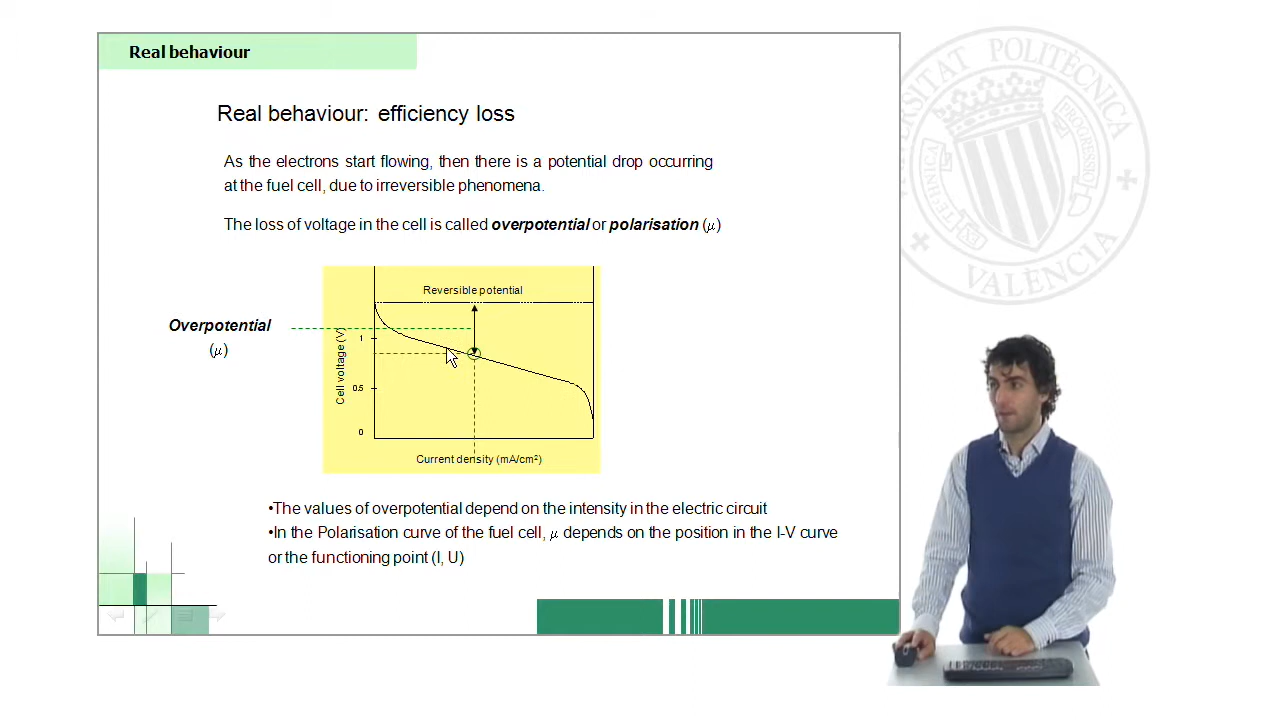 Real behaviour
Real behaviour: efficiency loss
As the electrons start flowing, then there is a potential drop occurring
at the fuel cell, due to irreversible phenomena.
The loss of voltage in the cell is called overpotential or polarisation (μ)
Reversible potential
Overpotential
(μ)
Cell voltage (V)
1
0.5
0
Current density (mA/cm²)
•The values of overpotential depend on the intensity in the electric circuit
•In the Polarisation curve of the fuel cell, μ depends on the position in the I-V curve
or the functioning point (I, U)
UNIVERSITAT POLITÈCNICA
DE VALÈNCIA